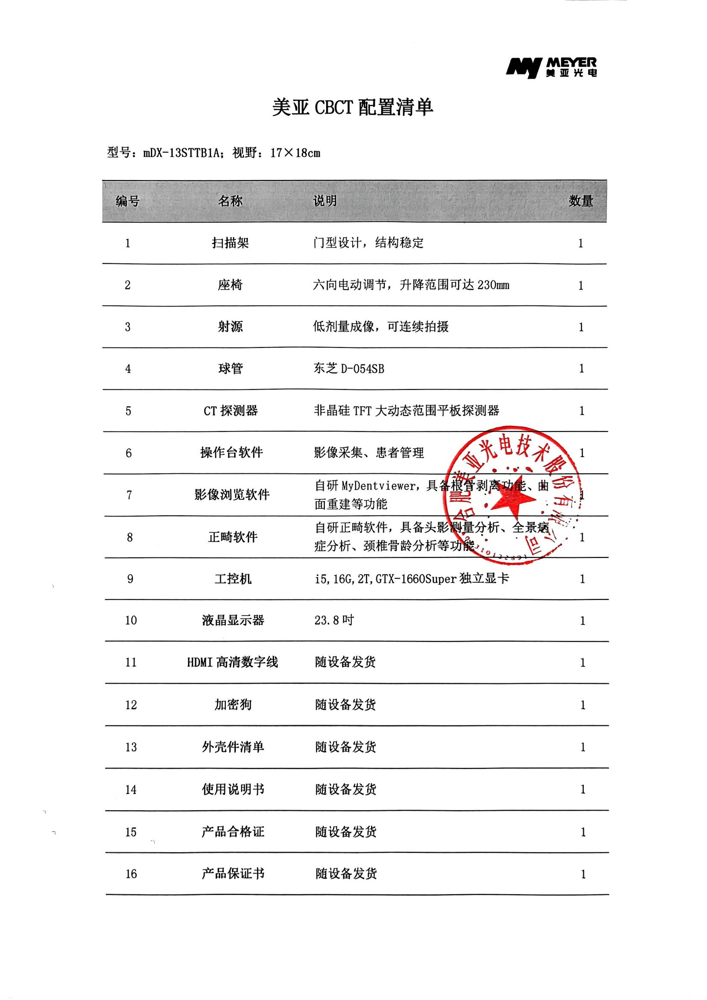 MEYER
美亚光电
美亚 CBCT 配置清单
型号：mDX-13STTB1A；视野：17×18cm
编号 名称 说明 数量
1 扫描架 门型设计，结构稳定 1
2 座椅 六向电动调节，升降范围可达 230mm 1
3 射源 低剂量成像，可连续拍摄 1
4 球管 东芝 D-054SB 1
5 CT 探测器 非晶硅 TFT 大动态范围平板探测器 1
6 操作台软件 影像采集、患者管理 1
7 影像浏览软件 自研 MyDentviewer，具备根骨剥离功能、曲 1
面重建等功能
8 正畸软件 自研正畸软件，具备头影测量分析、全景病 1
症分析、颈椎骨龄分析等功能
9 工控机 i5,16G,2T,GTX-1660Super 独立显卡 1
10 液晶显示器 23.8 吋 1
11 HDMI 高清数字线 随设备发货 1
12 加密狗 随设备发货 1
13 外壳件清单 随设备发货 1
14 使用说明书 随设备发货 1
15 产品合格证 随设备发货 1
16 产品保证书 随设备发货 1
合肥美亚光电技术股份有限公司